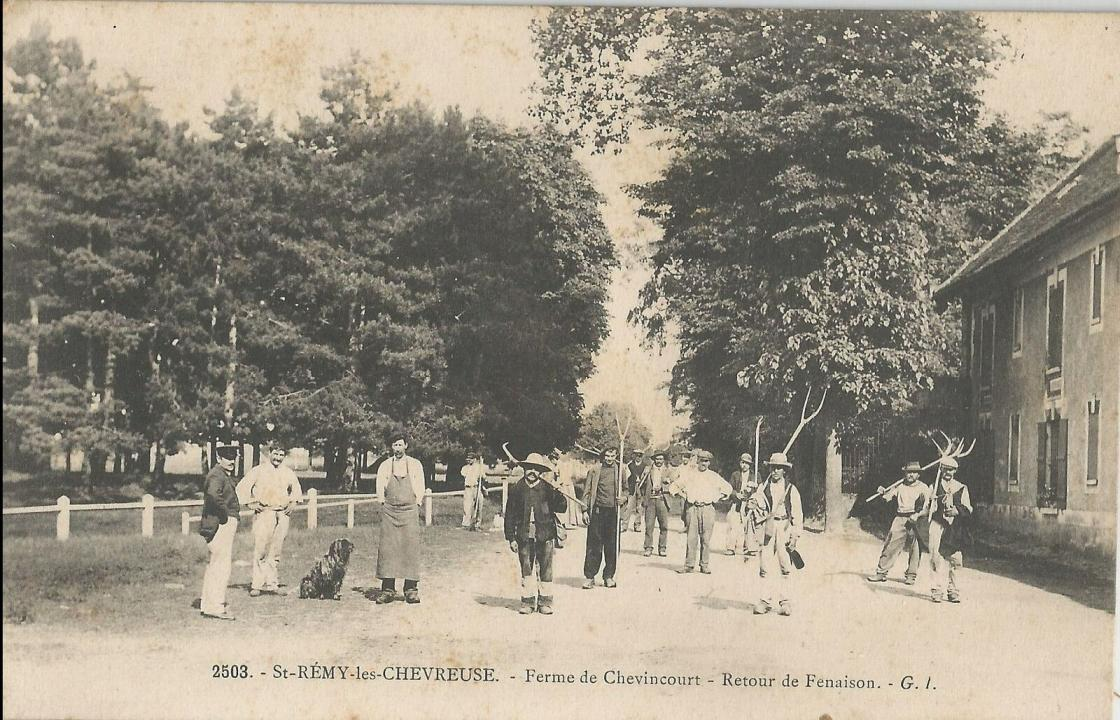 2503. - St-RÉMY-les-CHEVREUSE. - Ferme de Chevincourt - Retour de Fenaison. - G. I.